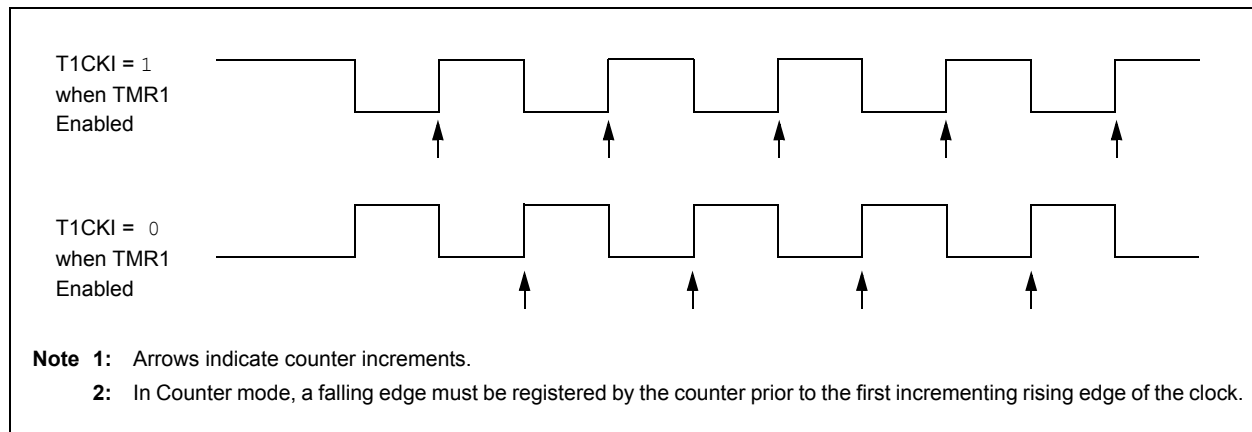 T1CKI = 1
when TMR1
Enabled
T1CKI = 0
when TMR1
Enabled
Note 1: Arrows indicate counter increments.
2: In Counter mode, a falling edge must be registered by the counter prior to the first incrementing rising edge of the clock.